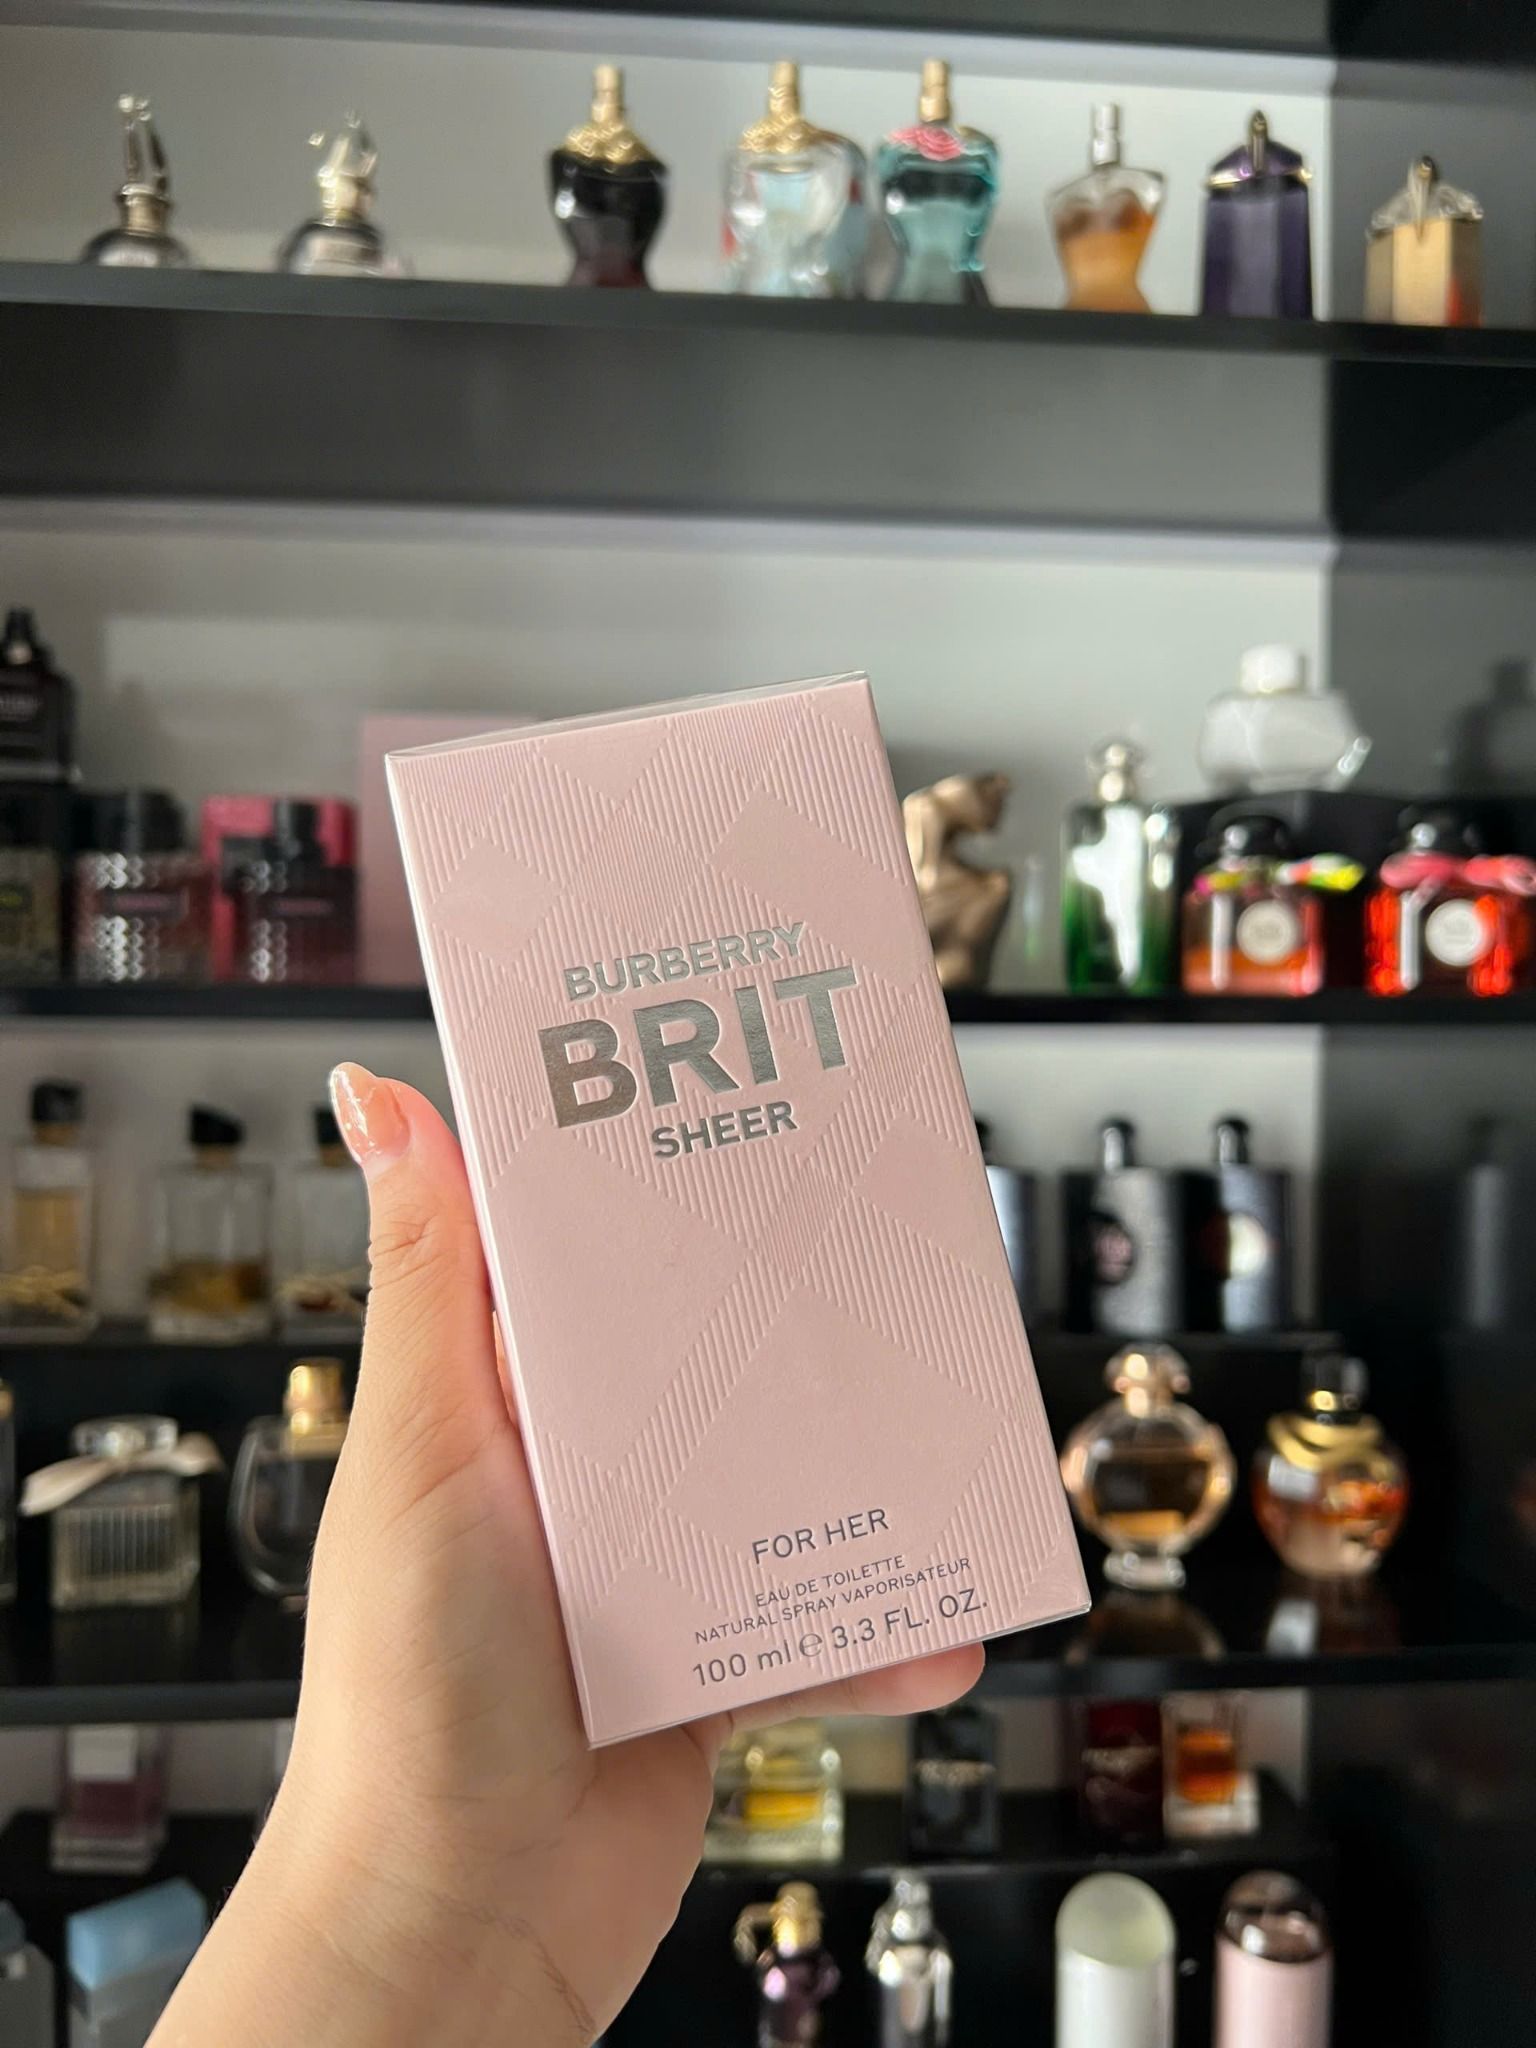 BURBERRY
BRIT
SHEER
FOR HER
EAU DE TOILETTE
NATURAL SPRAY VAPORISATEUR
100 ml ℮ 3.3 FL. OZ.